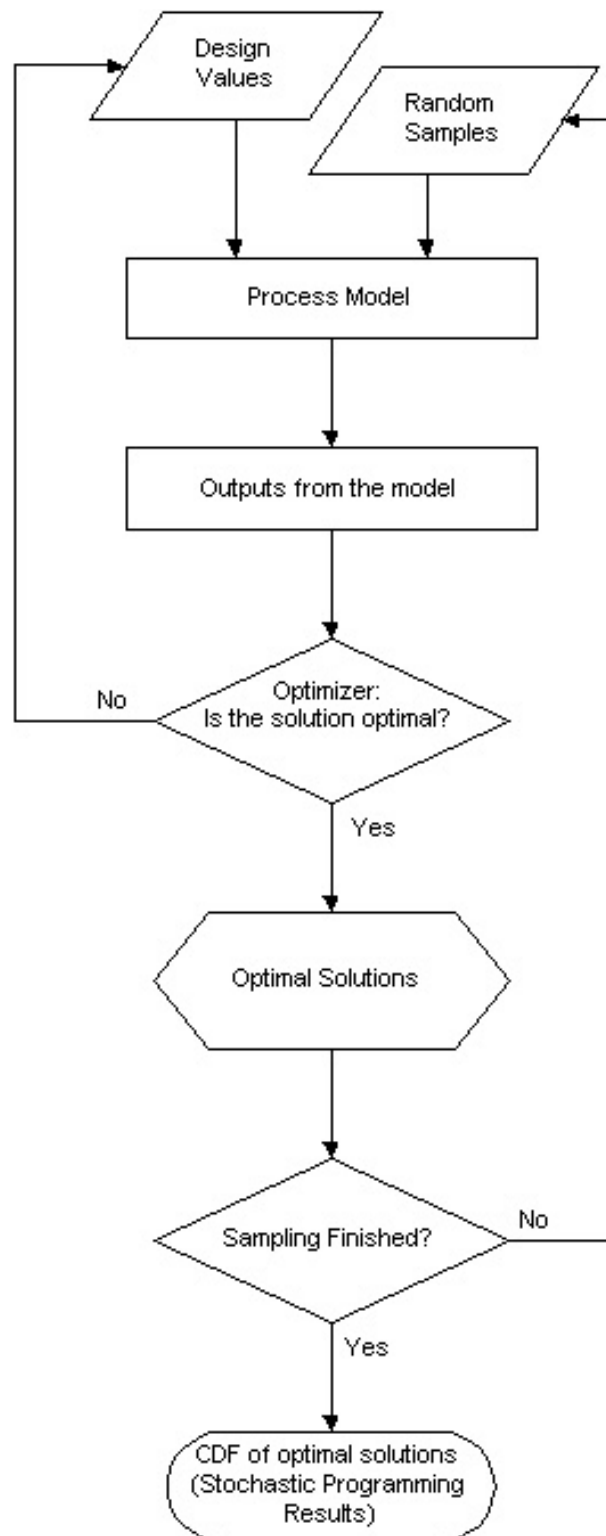 Design
Values
Random
Samples
Process Model
Outputs from the model
Optimizer:
Is the solution optimal?
No
Yes
Optimal Solutions
Sampling Finished?
No
Yes
CDF of optimal solutions
(Stochastic Programming
Results)